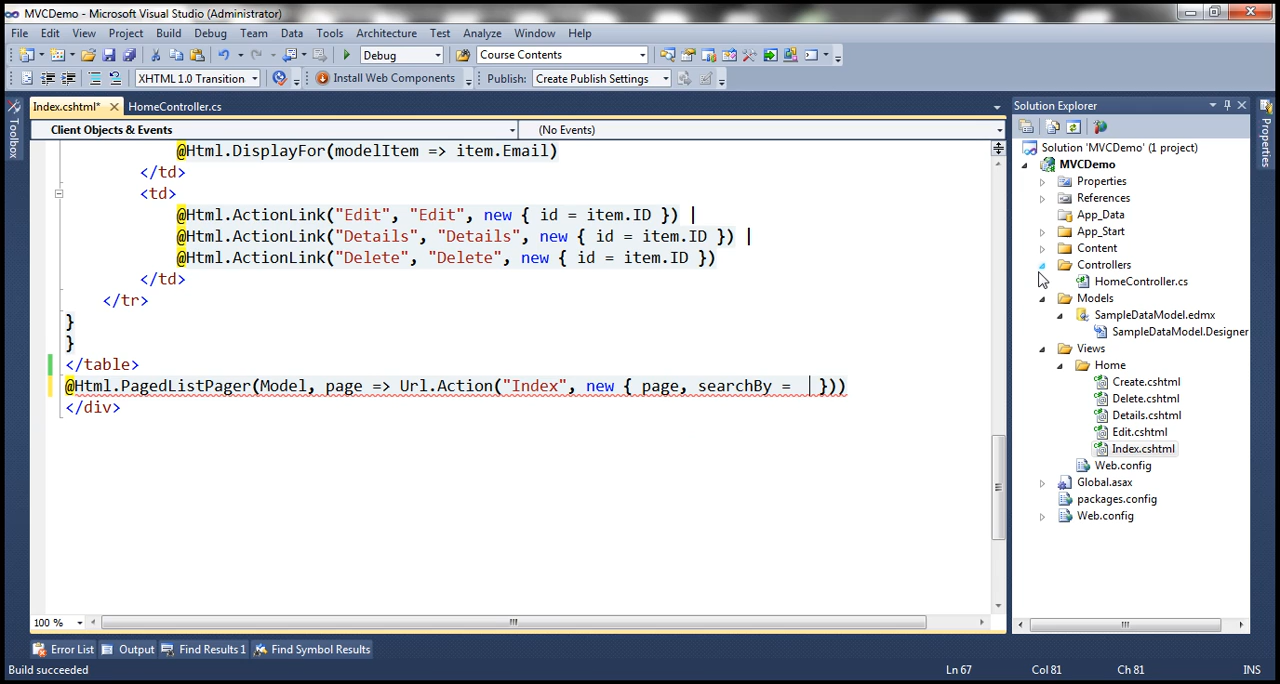 MVCDemo - Microsoft Visual Studio (Administrator)
File Edit View Project Build Debug Team Data Tools Architecture Test Analyze Window Help
Debug Course Contents
XHTML 1.0 Transition Install Web Components Publish: Create Publish Settings
Index.cshtml* HomeController.cs
Client Objects & Events (No Events)
@Html.DisplayFor(modelItem => item.Email)
</td>
<td>
@Html.ActionLink("Edit", "Edit", new { id = item.ID }) |
@Html.ActionLink("Details", "Details", new { id = item.ID }) |
@Html.ActionLink("Delete", "Delete", new { id = item.ID })
</td>
</tr>
}
}
</table>
@Html.PagedListPager(Model, page => Url.Action("Index", new { page, searchBy =  }))
</div>
100 %
Toolbox
Solution Explorer
Solution 'MVCDemo' (1 project)
MVCDemo
Properties
References
App_Data
App_Start
Content
Controllers
HomeController.cs
Models
SampleDataModel.edmx
SampleDataModel.Designer
Views
Home
Create.cshtml
Delete.cshtml
Details.cshtml
Edit.cshtml
Index.cshtml
Web.config
Global.asax
packages.config
Web.config
Properties
Error List Output Find Results 1 Find Symbol Results
Build succeeded Ln 67 Col 81 Ch 81 INS